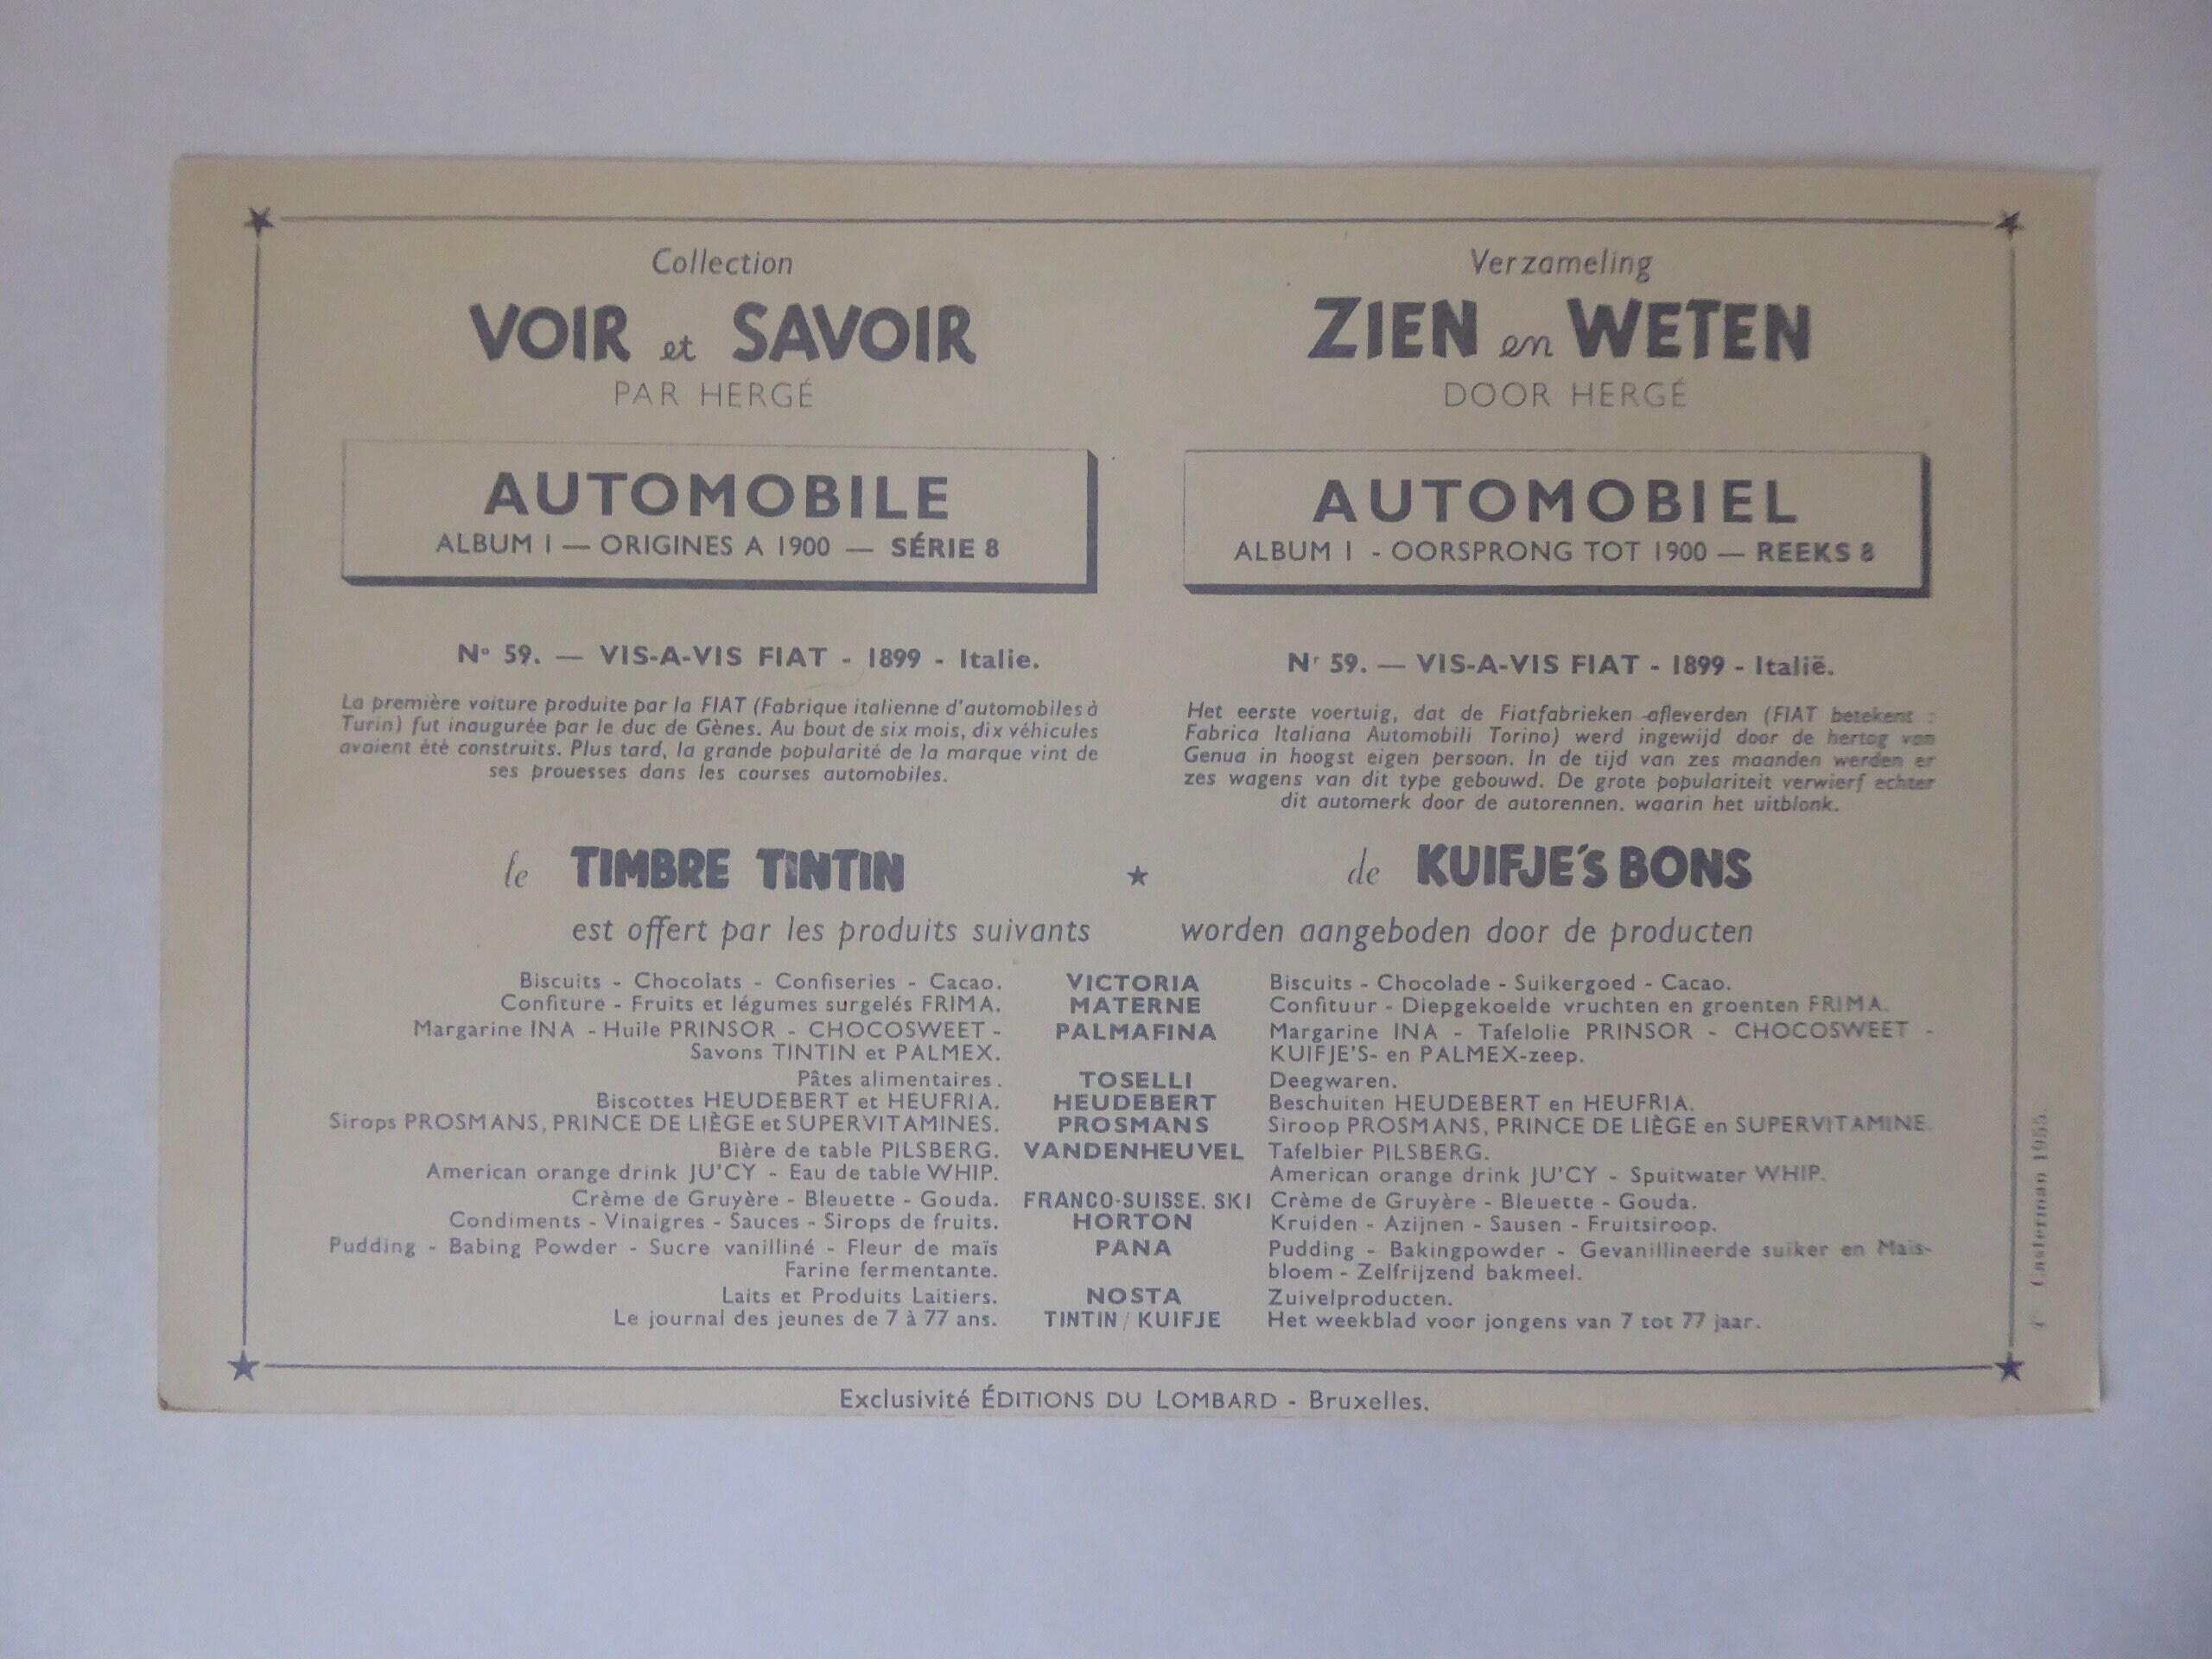 Collection
VOIR et SAVOIR
PAR HERGÉ
AUTOMOBILE
ALBUM I — ORIGINES A 1900 — SÉRIE 8
Nº 59. — VIS-A-VIS FIAT - 1899 - Italie.
La première voiture produite par la FIAT (Fabrique italienne d'automobiles à
Turin) fut inaugurée par le duc de Gènes. Au bout de six mois, dix véhicules
avaient été construits. Plus tard, la grande popularité de la marque vint de
ses prouesses dans les courses automobiles.
Verzameling
ZIEN en WETEN
DOOR HERGÉ
AUTOMOBIEL
ALBUM I - OORSPRONG TOT 1900 — REEKS 8
Nr 59. — VIS-A-VIS FIAT - 1899 - Italië.
Het eerste voertuig, dat de Fiatfabrieken afleverden (FIAT betekent :
Fabrica Italiana Automobili Torino) werd ingewijd door de hertog van
Genua in hoogst eigen persoon. In de tijd van zes maanden werden er
zes wagens van dit type gebouwd. De grote populariteit verwierf echter
dit automerk door de autorennen. waarin het uitblonk.
le TIMBRE TINTIN ★ de KUIFJE'S BONS
est offert par les produits suivants worden aangeboden door de producten
Biscuits - Chocolats - Confiseries - Cacao. VICTORIA Biscuits - Chocolade - Suikergoed - Cacao.
Confiture - Fruits et légumes surgelés FRIMA. MATERNE Confituur - Diepgekoelde vruchten en groenten FRIMA.
Margarine INA - Huile PRINSOR - CHOCOSWEET - PALMAFINA Margarine INA - Tafelolie PRINSOR - CHOCOSWEET -
Savons TINTIN et PALMEX. KUIFJE'S- en PALMEX-zeep.
Pâtes alimentaires. TOSELLI Deegwaren.
Biscottes HEUDEBERT et HEUFRIA. HEUDEBERT Beschuiten HEUDEBERT en HEUFRIA.
Sirops PROSMANS, PRINCE DE LIÈGE et SUPERVITAMINES. PROSMANS Siroop PROSMANS, PRINCE DE LIÈGE en SUPERVITAMINE.
Bière de table PILSBERG. VANDENHEUVEL Tafelbier PILSBERG.
American orange drink JU'CY - Eau de table WHIP. American orange drink JU'CY - Spuitwater WHIP.
Crème de Gruyère - Bleuette - Gouda. FRANCO-SUISSE. SKI Crème de Gruyère - Bleuette - Gouda.
Condiments - Vinaigres - Sauces - Sirops de fruits. HORTON Kruiden - Azijnen - Sausen - Fruitsiroop.
Pudding - Babing Powder - Sucre vanilliné - Fleur de maïs PANA Pudding - Bakingpowder - Gevanillineerde suiker en Maïs-
Farine fermentante. bloem - Zelfrijzend bakmeel.
Laits et Produits Laitiers. NOSTA Zuivelproducten.
Le journal des jeunes de 7 à 77 ans. TINTIN / KUIFJE Het weekblad voor jongens van 7 tot 77 jaar.
Exclusivité ÉDITIONS DU LOMBARD - Bruxelles.
Casterman 1955.